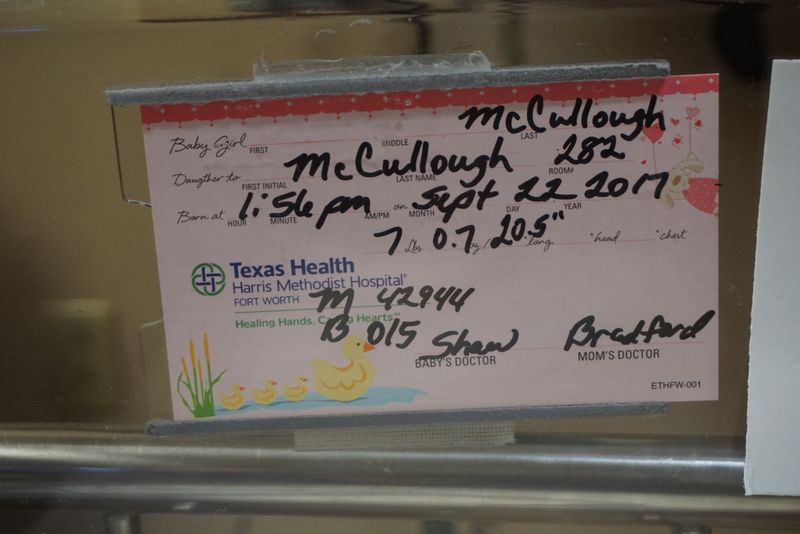 Baby Girl McCullough
FIRST MIDDLE LAST
Daugther to McCullough 282
FIRST INITIAL LAST NAME ROOM#
Born at 1:56 pm on Sept 22 2017
HOUR MINUTE AM/PM MONTH DAY YEAR
7 Lbs 0.7 oz/ 20.5" long "head "chest
Texas Health
Harris Methodist Hospital®
FORT WORTH M 42944
Healing Hands. Caring Hearts.℠
B 015 Shaw Bradford
BABY'S DOCTOR MOM'S DOCTOR
ETHFW-001